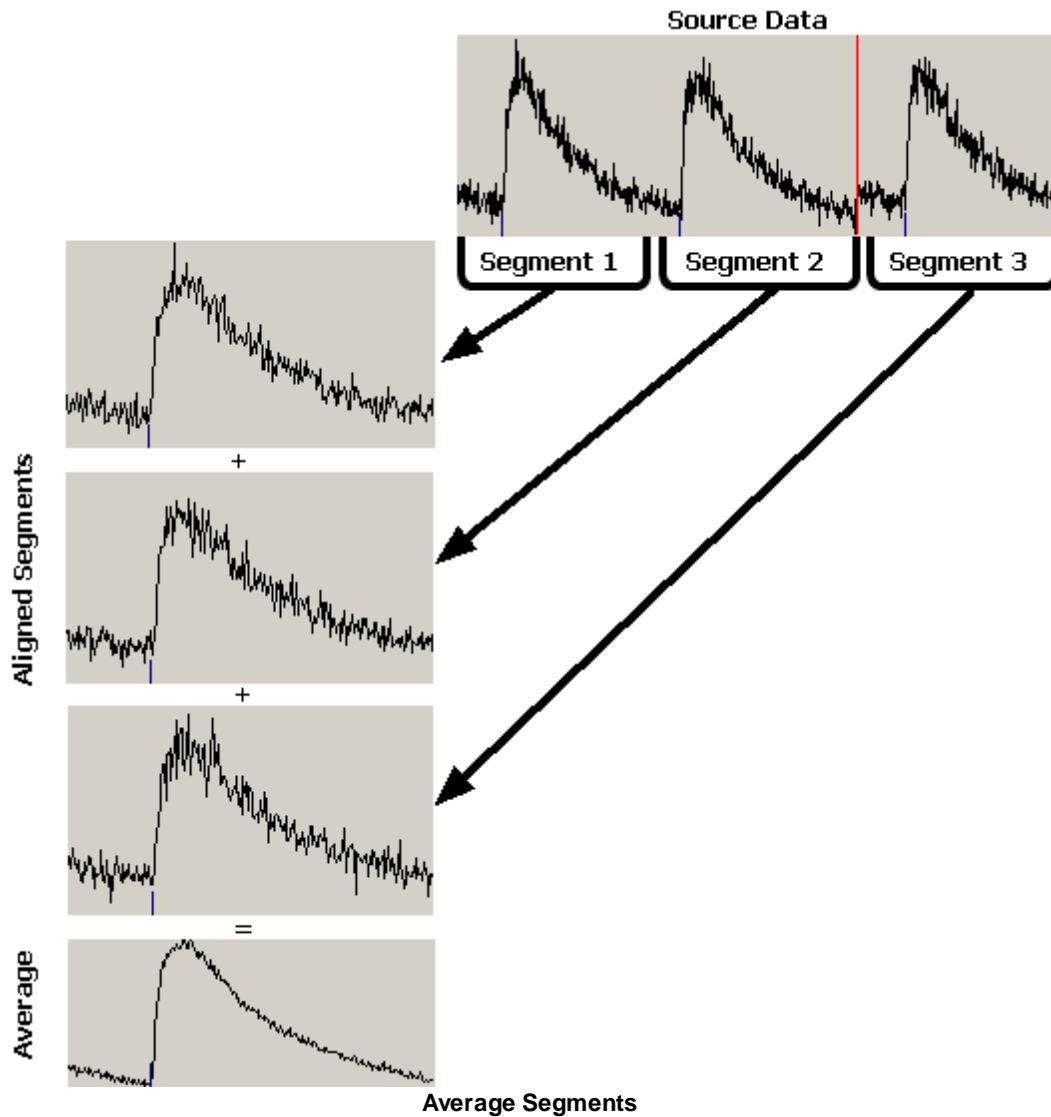 Source Data
Segment 1
Segment 2
Segment 3
Aligned Segments
+
+
=
Average
Average Segments